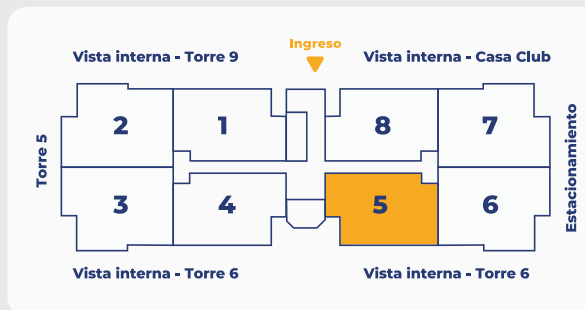 Ingreso
Vista interna - Torre 9
Vista interna - Casa Club
2
1
8
7
Torre 5
Estacionamiento
3
4
5
6
Vista interna - Torre 6
Vista interna - Torre 6